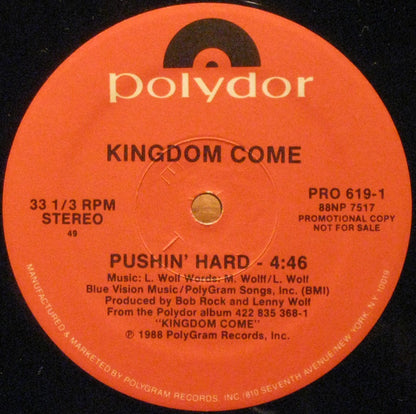 polydor
KINGDOM COME
33 1/3 RPM
STEREO
49
PRO 619-1
88NP 7517
PROMOTIONAL COPY
NOT FOR SALE
PUSHIN' HARD - 4:46
Music: L. Wolf Words: M. Wolff/L. Wolf
Blue Vision Music/PolyGram Songs, Inc. (BMI)
Produced by Bob Rock and Lenny Wolf
From the Polydor album 422 835 368-1
"KINGDOM COME"
℗ 1988 PolyGram Records, Inc.
MANUFACTURED & MARKETED BY POLYGRAM RECORDS, INC (810 SEVENTH AVENUE/NEW YORK, N.Y. 10019